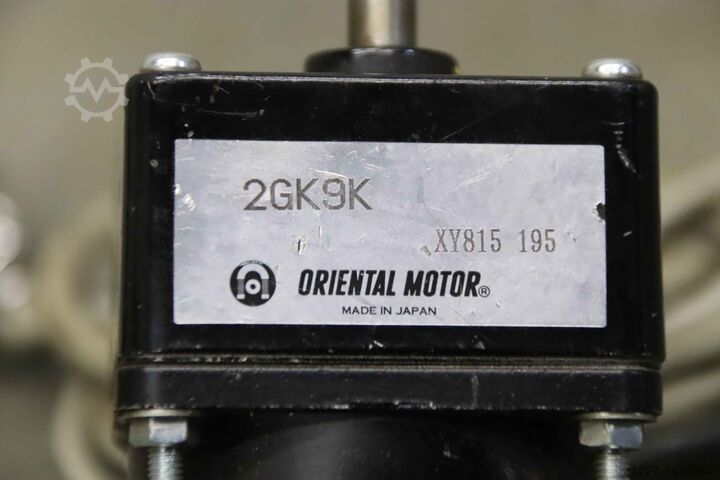 2GK9K
XY815 195
ORIENTAL MOTOR®
MADE IN JAPAN